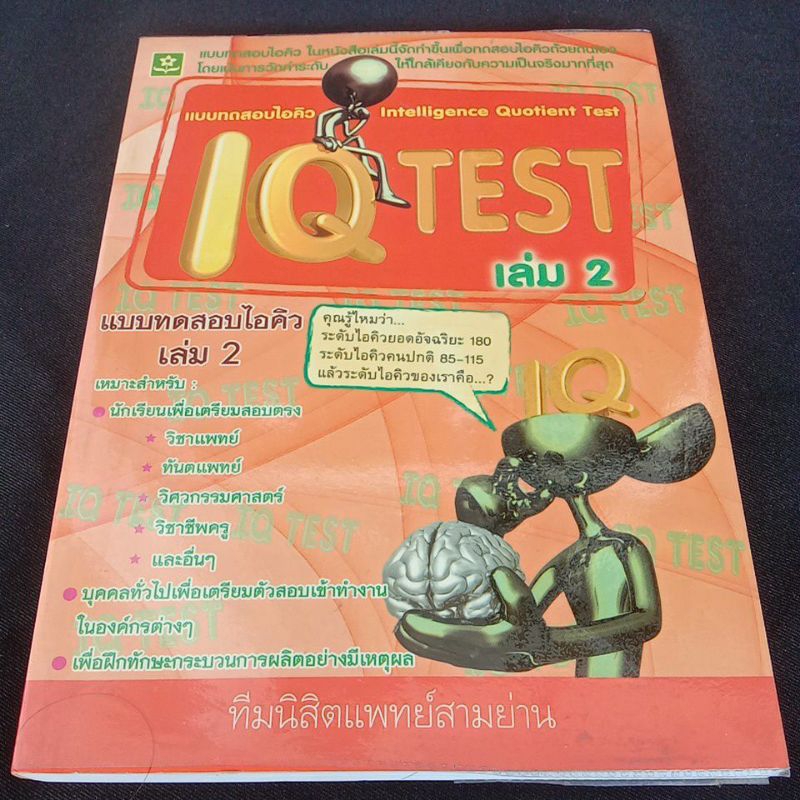 แบบทดสอบไอคิว ในหนังสือเล่มนี้จัดทำขึ้นเพื่อทดสอบไอคิวด้วยตนเอง
โดยเน้นการวัดค่าระดับ ให้ใกล้เคียงกับความเป็นจริงมากที่สุด
แบบทดสอบไอคิว Intelligence Quotient Test
IQ TEST
เล่ม 2
แบบทดสอบไอคิว
เล่ม 2
คุณรู้ไหมว่า...
ระดับไอคิวยอดอัจฉริยะ 180
ระดับไอคิวคนปกติ 85-115
แล้วระดับไอคิวของเราคือ...?
IQ
เหมาะสำหรับ :
นักเรียนเพื่อเตรียมสอบตรง
วิชาแพทย์
ทันตแพทย์
วิศวกรรมศาสตร์
วิชาชีพครู
และอื่นๆ
บุคคลทั่วไปเพื่อเตรียมตัวสอบเข้าทำงาน
ในองค์กรต่างๆ
เพื่อฝึกทักษะกระบวนการผลิตอย่างมีเหตุผล
ทีมนิสิตแพทย์สามย่าน